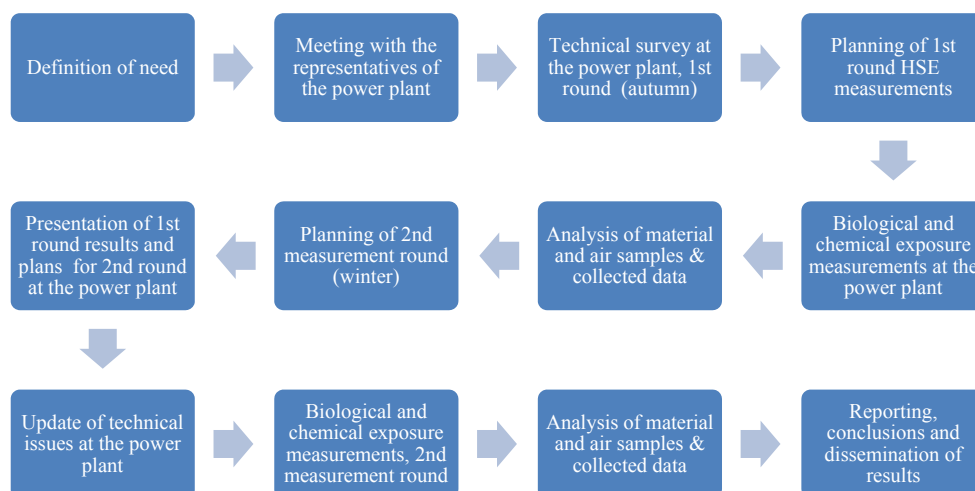 Definition of need
Meeting with the
representatives of
the power plant
Technical survey at
the power plant, 1st
round (autumn)
Planning of 1st
round HSE
measurements
Biological and
chemical exposure
measurements at the
power plant
Analysis of material
and air samples &
collected data
Planning of 2nd
measurement round
(winter)
Presentation of 1st
round results and
plans for 2nd round
at the power plant
Update of technical
issues at the power
plant
Biological and
chemical exposure
measurements, 2nd
measurement round
Analysis of material
and air samples &
collected data
Reporting,
conclusions and
dissemination of
results